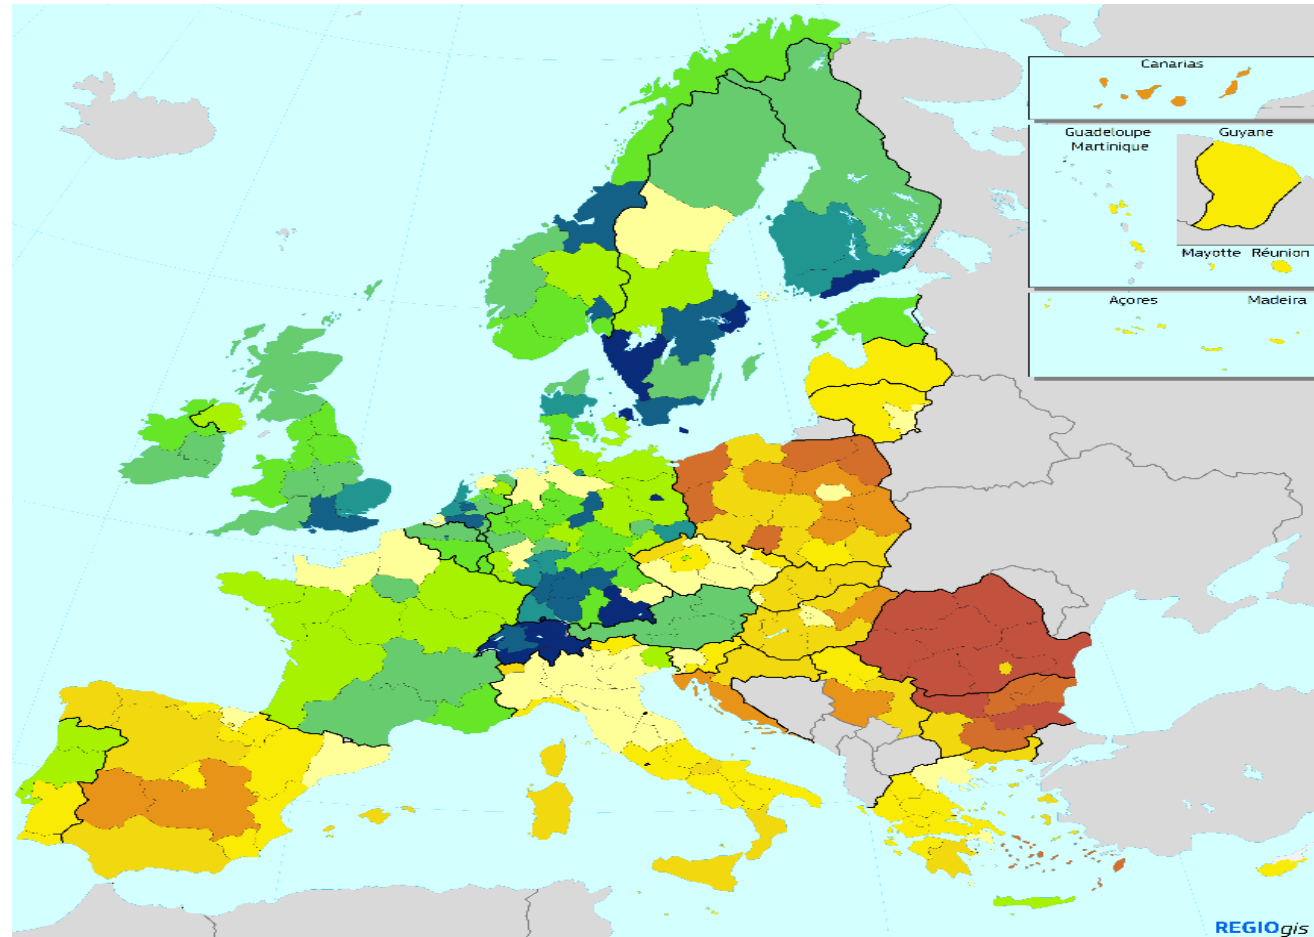 Canarias
Guadeloupe
Martinique
Guyane
Mayotte
Réunion
Açores
Madeira
REGIOgis